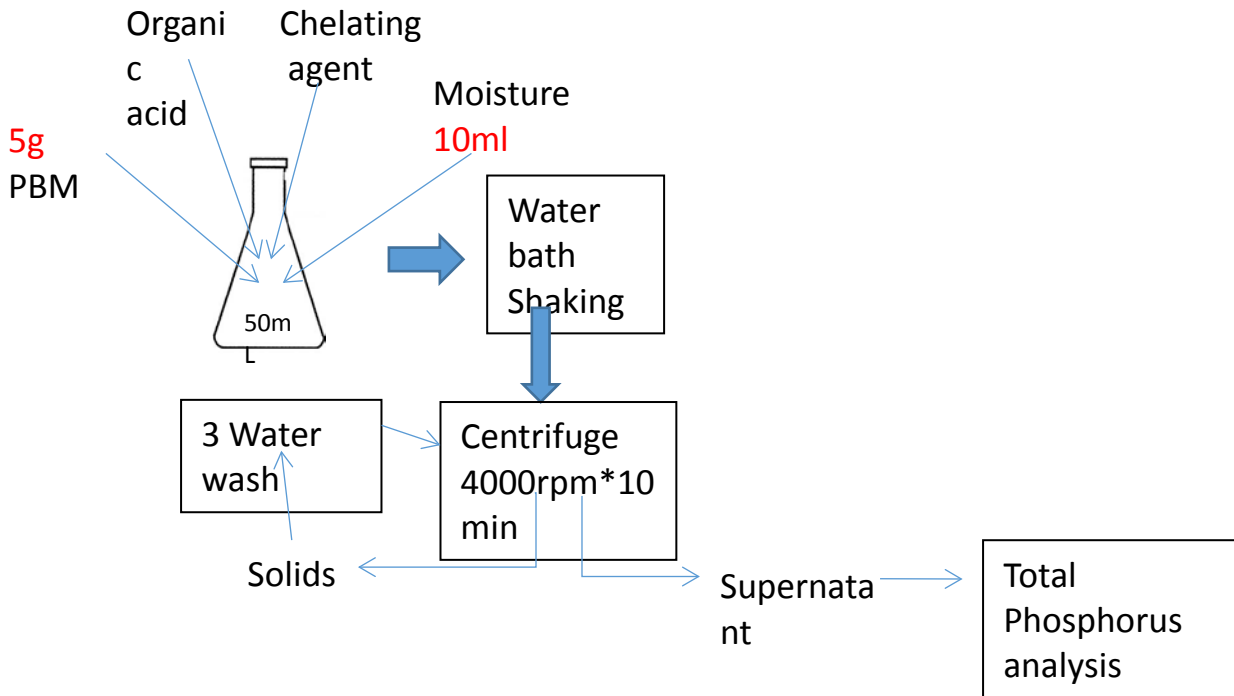 Organi
c
acid
Chelating
agent
Moisture
10ml
5g
PBM
50m
L
Water
bath
Shaking
3 Water
wash
Centrifuge
4000rpm*10
min
Solids
Supernata
nt
Total
Phosphorus
analysis